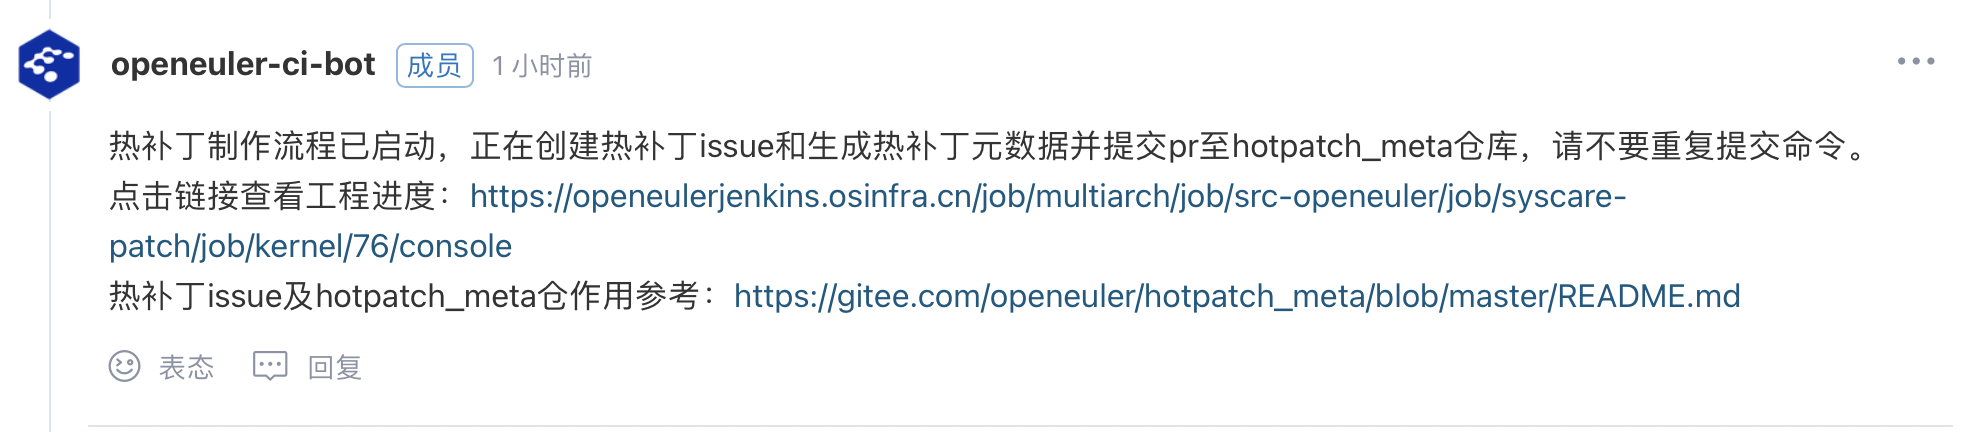 openeuler-ci-bot 成员 1 小时前
热补丁制作流程已启动，正在创建热补丁issue和生成热补丁元数据并提交pr至hotpatch_meta仓库，请不要重复提交命令。
点击链接查看工程进度：https://openeulerjenkins.osinfra.cn/job/multiarch/job/src-openeuler/job/syscare-
patch/job/kernel/76/console
热补丁issue及hotpatch_meta仓作用参考：https://gitee.com/openeuler/hotpatch_meta/blob/master/README.md
表态 回复